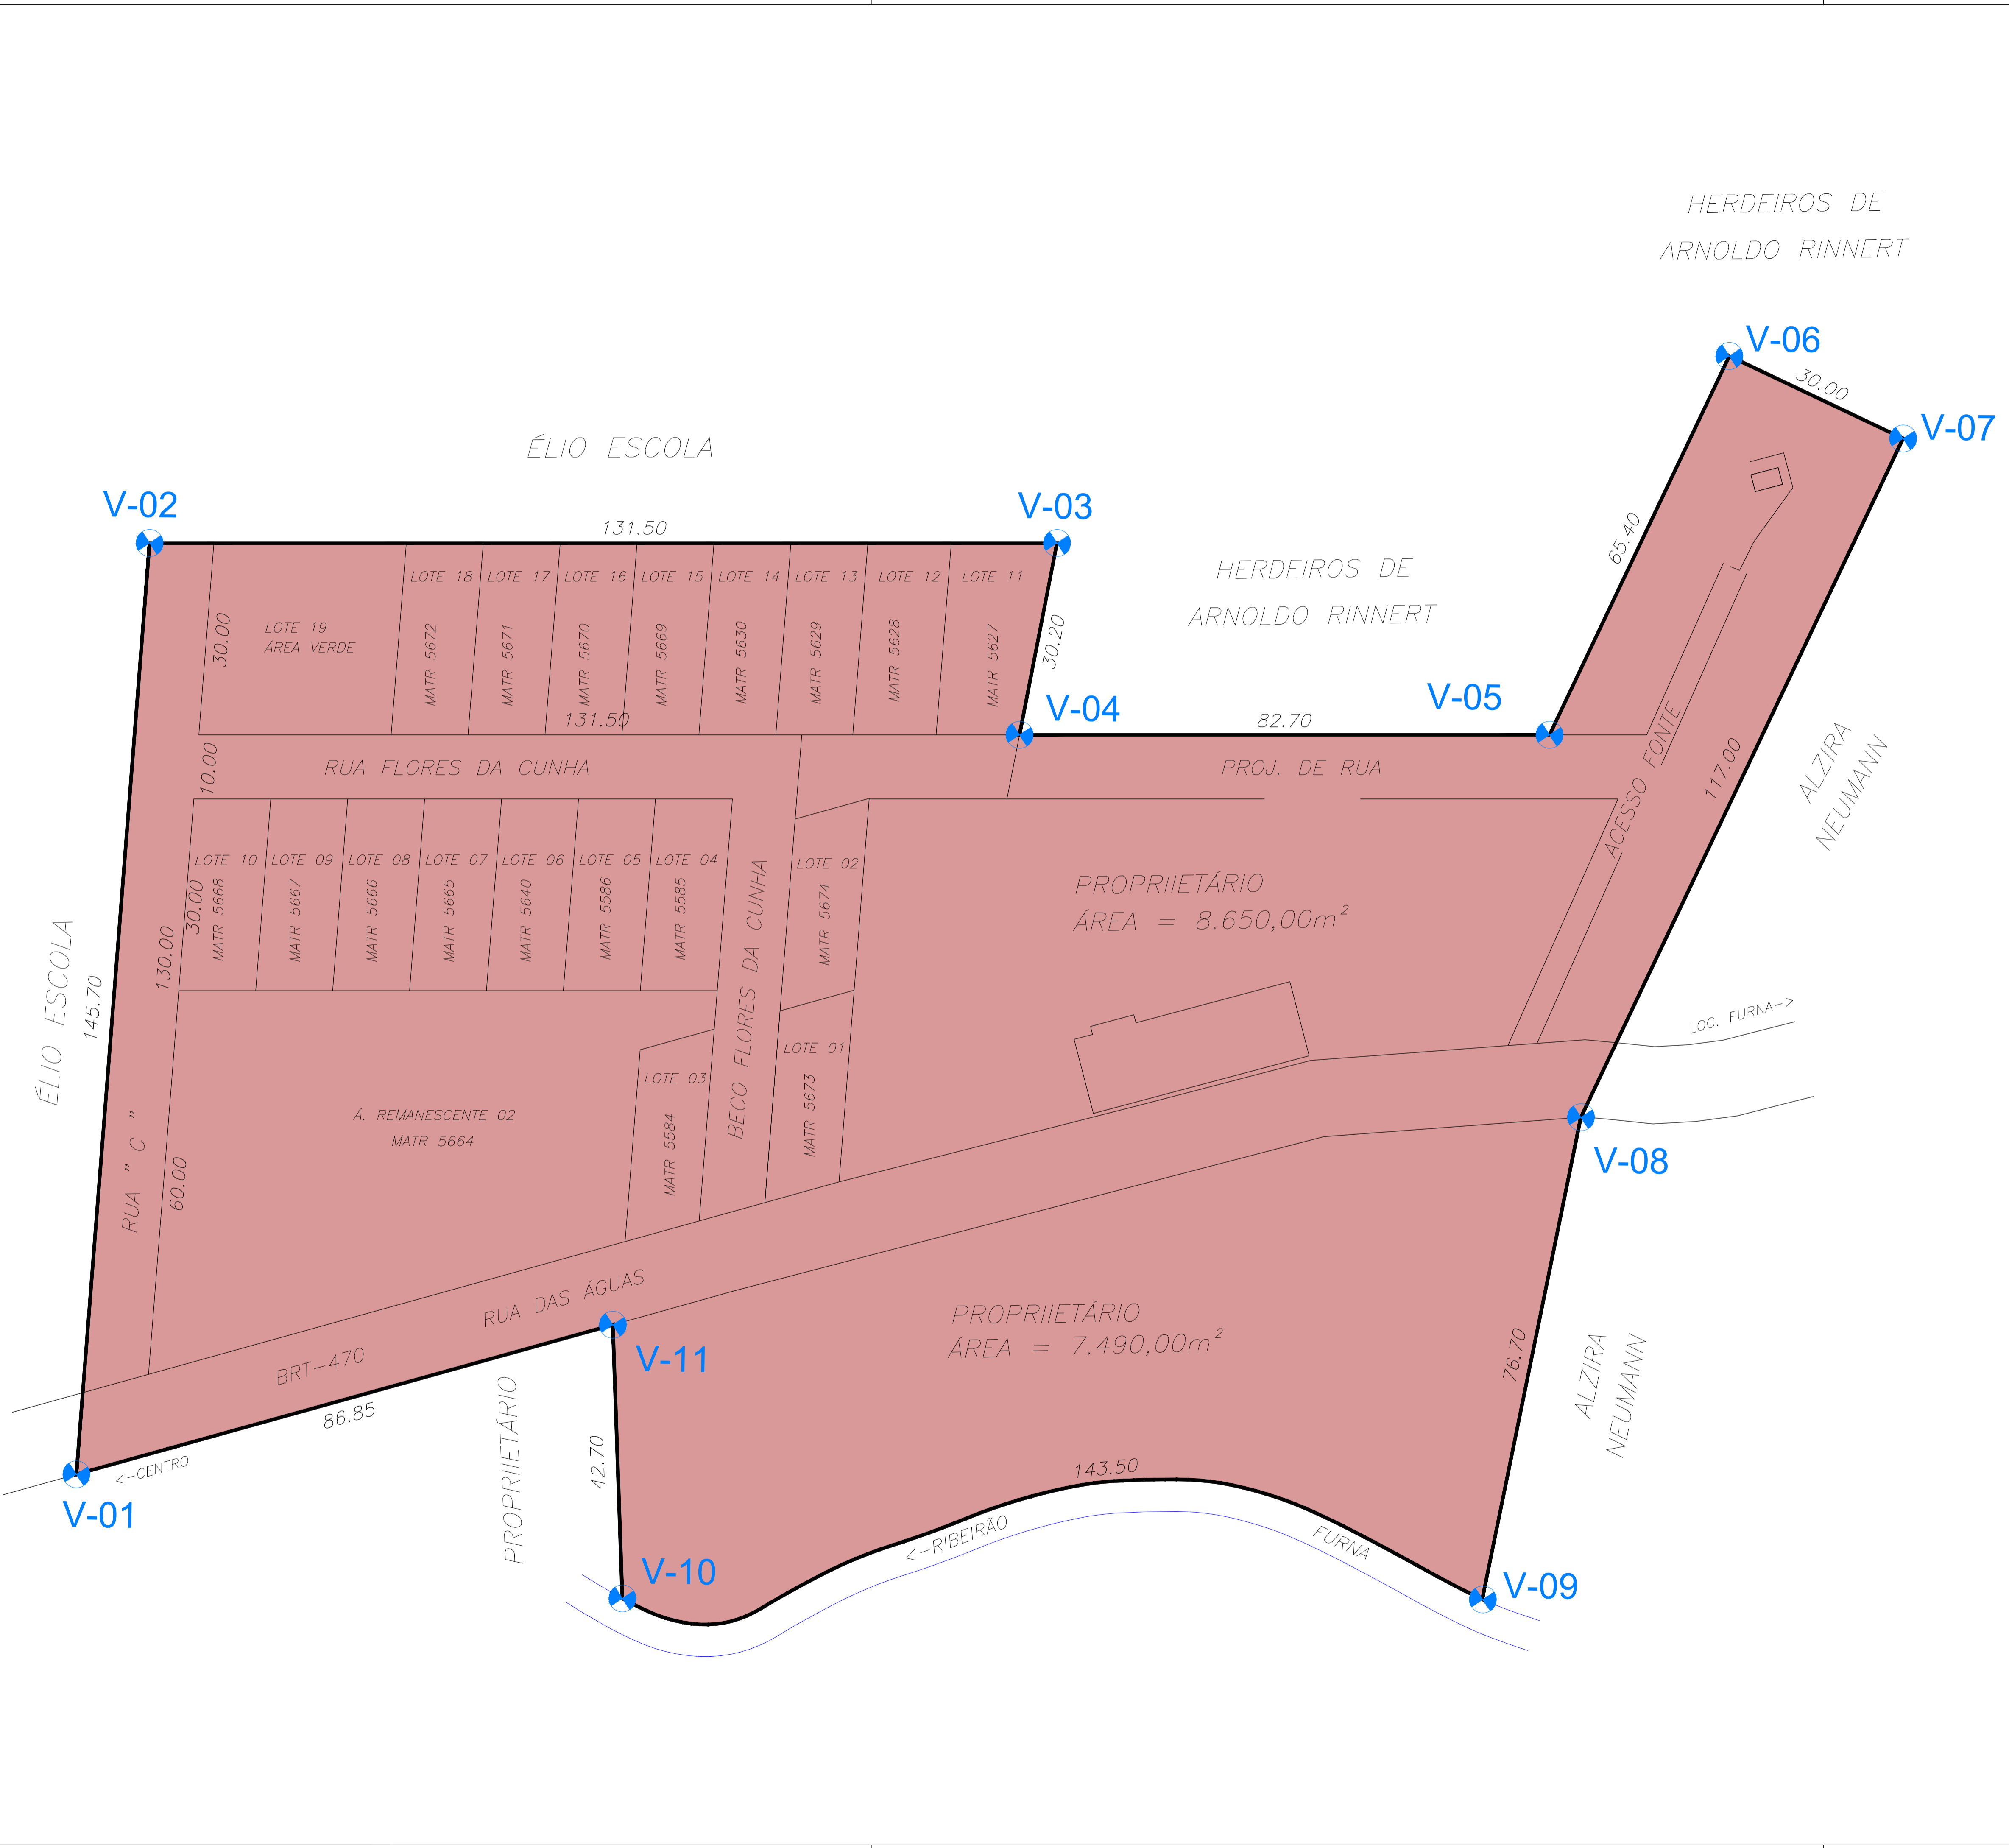 HERDEIROS DE
ARNOLDO RINNERT
V-06
30.00
V-07
65.40
ÉLIO ESCOLA
V-02
131.50
V-03
HERDEIROS DE
ARNOLDO RINNERT
LOTE 18
LOTE 17
LOTE 16
LOTE 15
LOTE 14
LOTE 13
LOTE 12
LOTE 11
LOTE 19
ÁREA VERDE
30.00
MATR 5672
MATR 5671
MATR 5670
MATR 5669
MATR 5630
MATR 5629
MATR 5628
MATR 5627
30.20
131.50
V-04
82.70
V-05
10.00
RUA FLORES DA CUNHA
PROJ. DE RUA
ACESSO FONTE
117.00
ALZIRA
NEUMANN
LOTE 10
LOTE 09
LOTE 08
LOTE 07
LOTE 06
LOTE 05
LOTE 04
LOTE 02
30.00
MATR 5668
MATR 5667
MATR 5666
MATR 5665
MATR 5640
MATR 5586
MATR 5585
MATR 5674
BECO FLORES DA CUNHA
PROPRIIETÁRIO
ÁREA = 8.650,00m²
130.00
ÉLIO ESCOLA
145.70
LOC. FURNA->
LOTE 01
LOTE 03
MATR 5673
MATR 5584
Á. REMANESCENTE 02
MATR 5664
RUA " C "
60.00
V-08
RUA DAS ÁGUAS
BRT-470
86.85
<-CENTRO
V-01
V-11
PROPRIIETÁRIO
ÁREA = 7.490,00m²
PROPRIIETÁRIO
42.70
76.70
ALZIRA
NEUMANN
143.50
<-RIBEIRÃO
FURNA
V-10
V-09